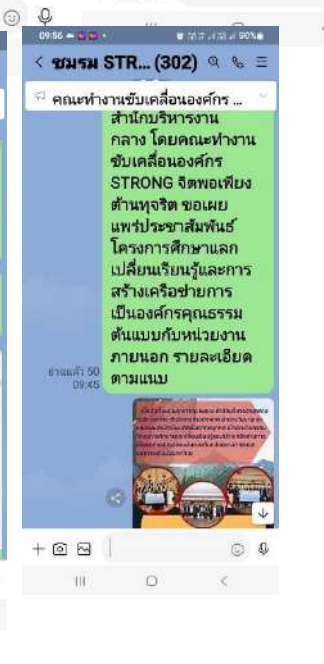 09:56
90%
< ชมรม STR... (302)
คณะทำงานขับเคลื่อนองค์กร ...
สำนักบริหารงาน
กลาง โดยคณะทำงาน
ขับเคลื่อนองค์กร
STRONG จิตพอเพียง
ต้านทุจริต ขอเผย
แพร่ประชาสัมพันธ์
โครงการศึกษาแลก
เปลี่ยนเรียนรู้และการ
สร้างเครือข่ายการ
เป็นองค์กรคุณธรรม
ต้นแบบกับหน่วยงาน
ภายนอก รายละเอียด
ตามแนบ
อ่านแล้ว 50
09:45